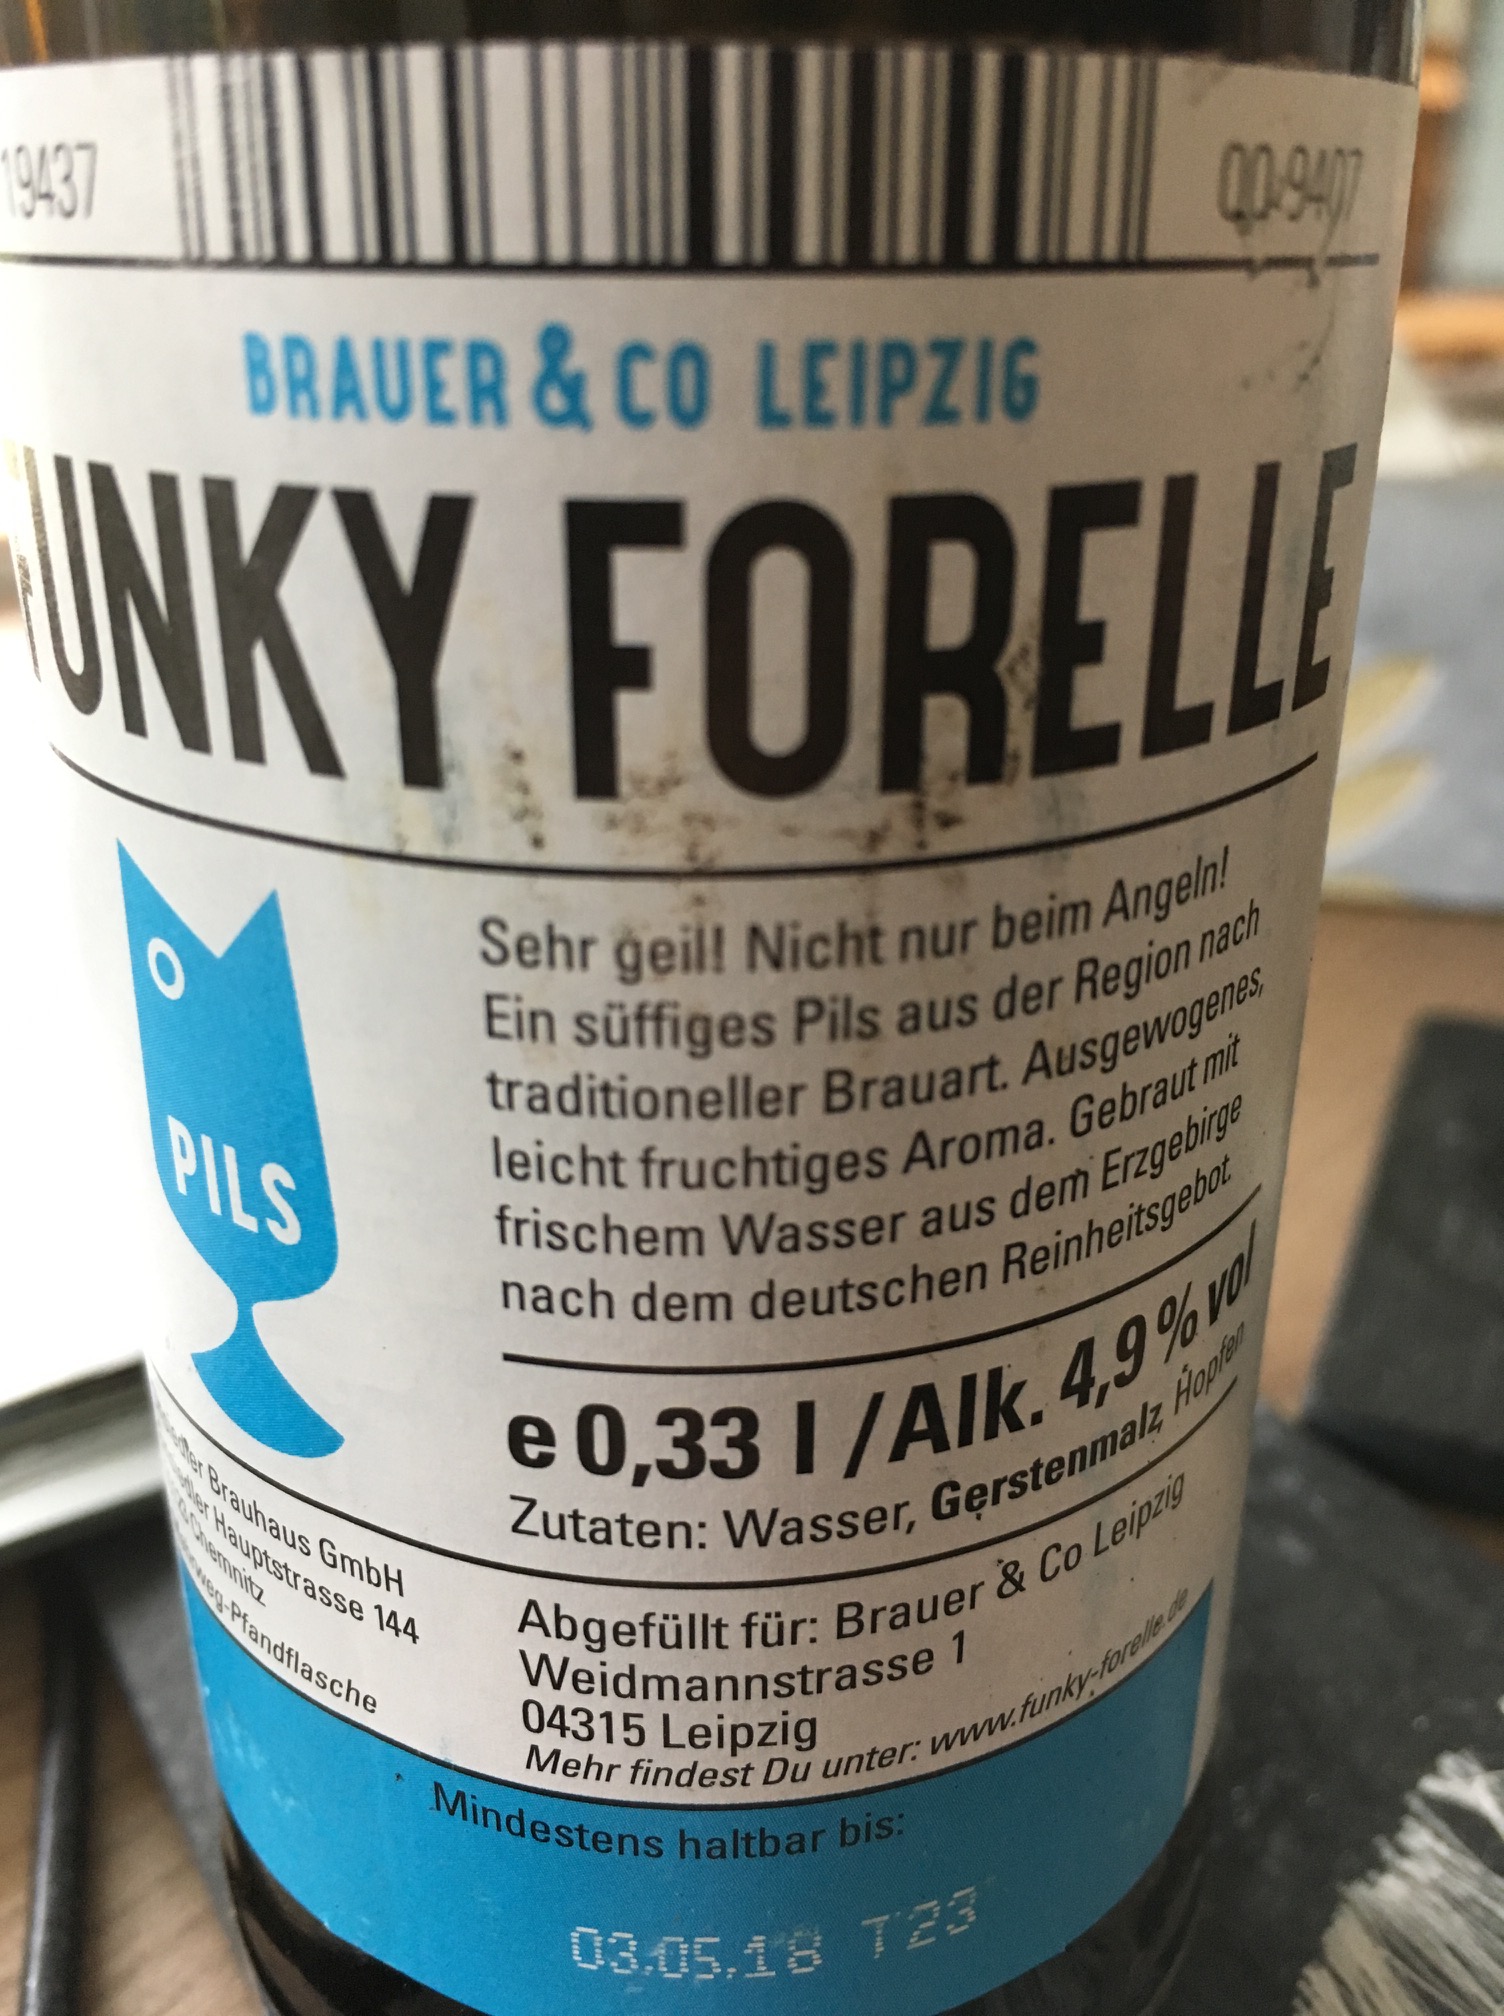 19437
BRAUER & CO LEIPZIG
FUNKY FORELLE
PILS
Sehr geil! Nicht nur beim Angeln!
Ein süffiges Pils aus der Region nach
traditioneller Brauart. Ausgewogenes,
leicht fruchtiges Aroma. Gebraut mit
frischem Wasser aus dem Erzgebirge
nach dem deutschen Reinheitsgebot.
e 0,33 l / Alk. 4,9 % vol
Zutaten: Wasser, Gerstenmalz, Hopfen
Brauhaus GmbH
Hauptstrasse 144
Chemnitz
weg-Pfandflasche
Abgefüllt für: Brauer & Co Leipzig
Weidmannstrasse 1
04315 Leipzig
Mehr findest Du unter: www.funky-forelle.de
Mindestens haltbar bis:
03.05.18 T23